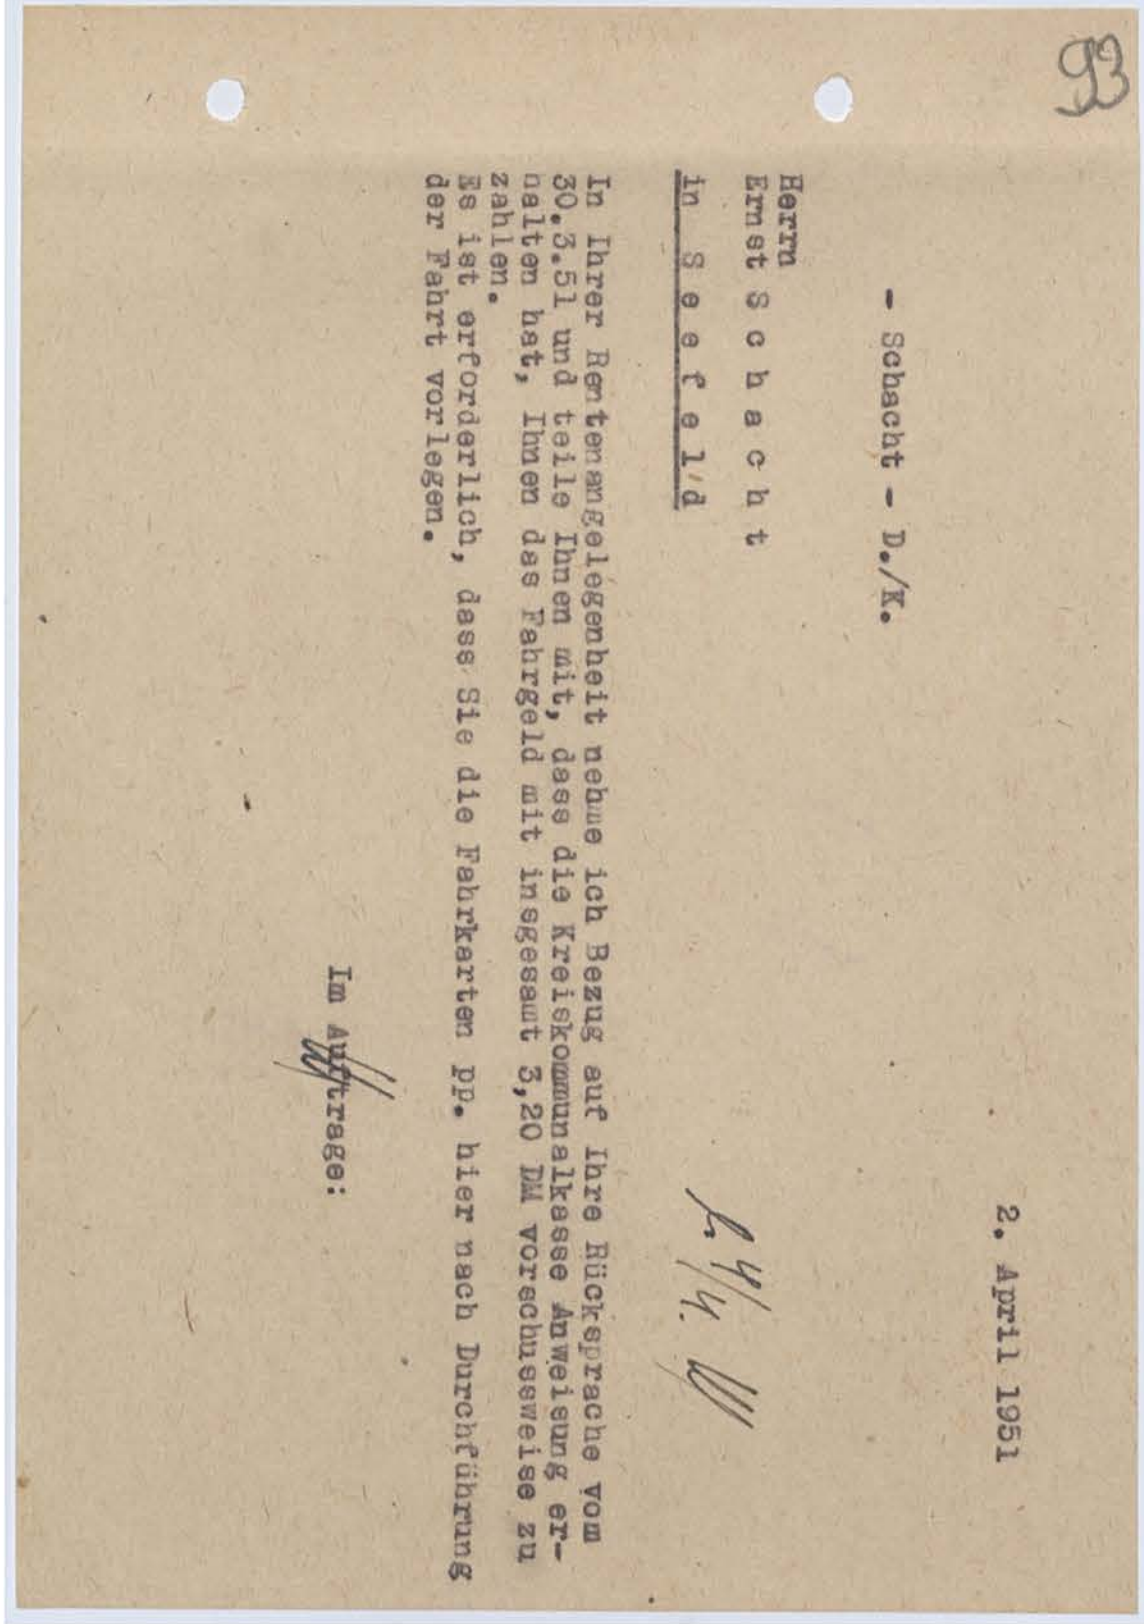 93
2. April 1951
- Schacht - D./K.
Herrn
Ernst S c h a c h t
in S e e f e l d
4/4.
In Ihrer Rentenangelegenheit nehme ich Bezug auf Ihre Rücksprache vom
30.3.51 und teile Ihnen mit, dass die Kreiskommunalkasse Anweisung er-
halten hat, Ihnen das Fahrgeld mit insgesamt 3,20 DM vorschussweise zu
zahlen.
Es ist erforderlich, dass Sie die Fahrkarten pp. hier nach Durchführung
der Fahrt vorlegen.
Im Auftrage: